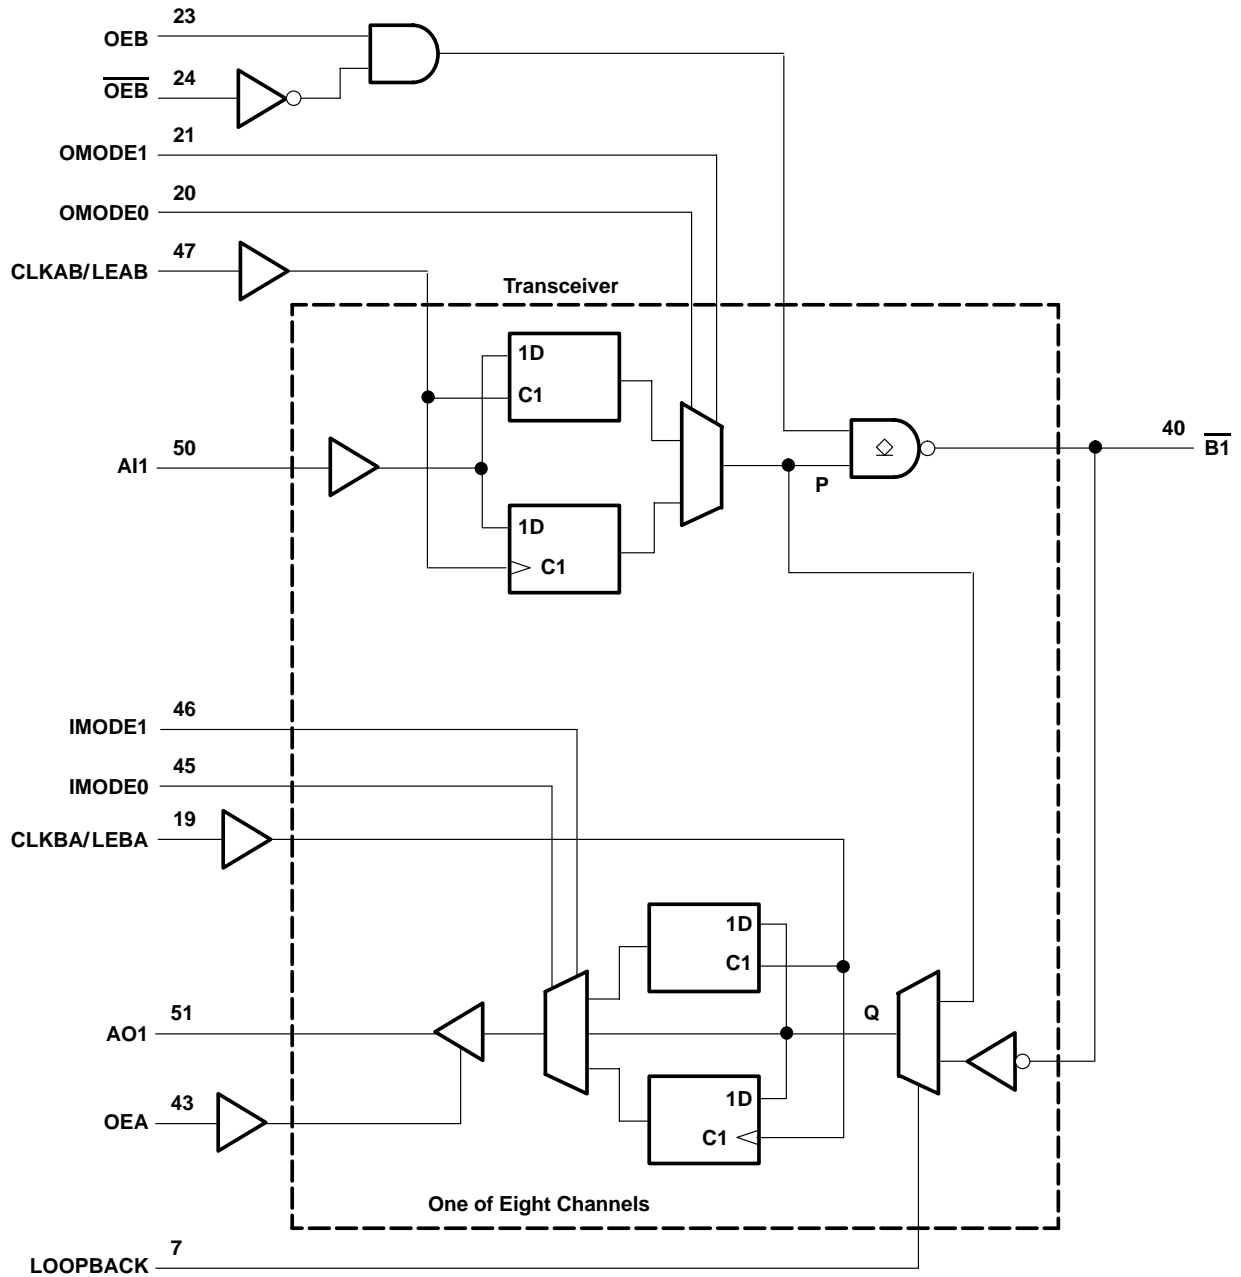 23
OEB
24
OEB
21
OMODE1
20
OMODE0
47
CLKAB/LEAB
Transceiver
1D
C1
50
AI1
40
B1
P
1D
C1
46
IMODE1
45
IMODE0
19
CLKBA/LEBA
1D
C1
51
AO1
Q
43
OEA
1D
C1
One of Eight Channels
7
LOOPBACK